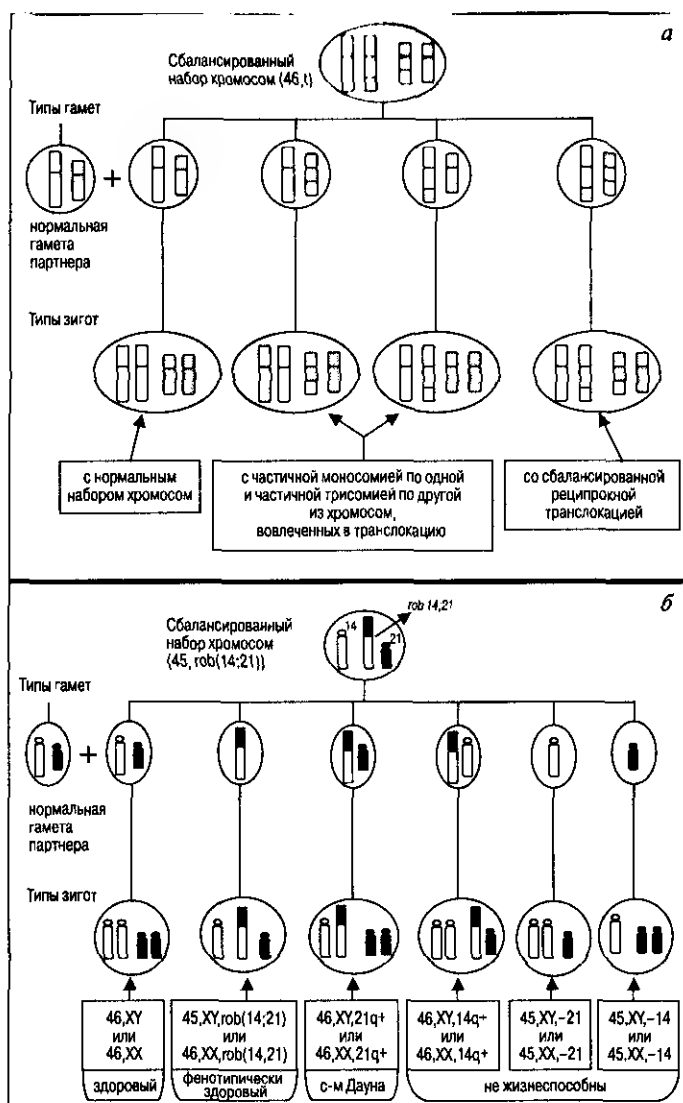 а
Сбалансированный
набор хромосом (46,t)
Типы гамет
+
нормальная
гамета
партнера
Типы зигот
с нормальным
набором хромосом
с частичной моносомией по одной
и частичной трисомией по другой
из хромосом,
вовлеченных в транслокацию
со сбалансированной
реципрокной
транслокацией
б
rob 14,21
Сбалансированный
набор хромосом
(45, rob(14;21))
14
21
Типы гамет
+
нормальная
гамета
партнера
Типы зигот
46,XY
или
46,XX
здоровый
45,XY,rob(14;21)
или
46,XX,rob(14,21)
фенотипически
здоровый
46,XY,21q+
или
46,XX,21q+
с-м Дауна
46,XY,14q+
или
46,XX,14q+
45,XY,−21
или
45,XX,−21
45,XY,−14
или
45,XX,−14
не жизнеспособны